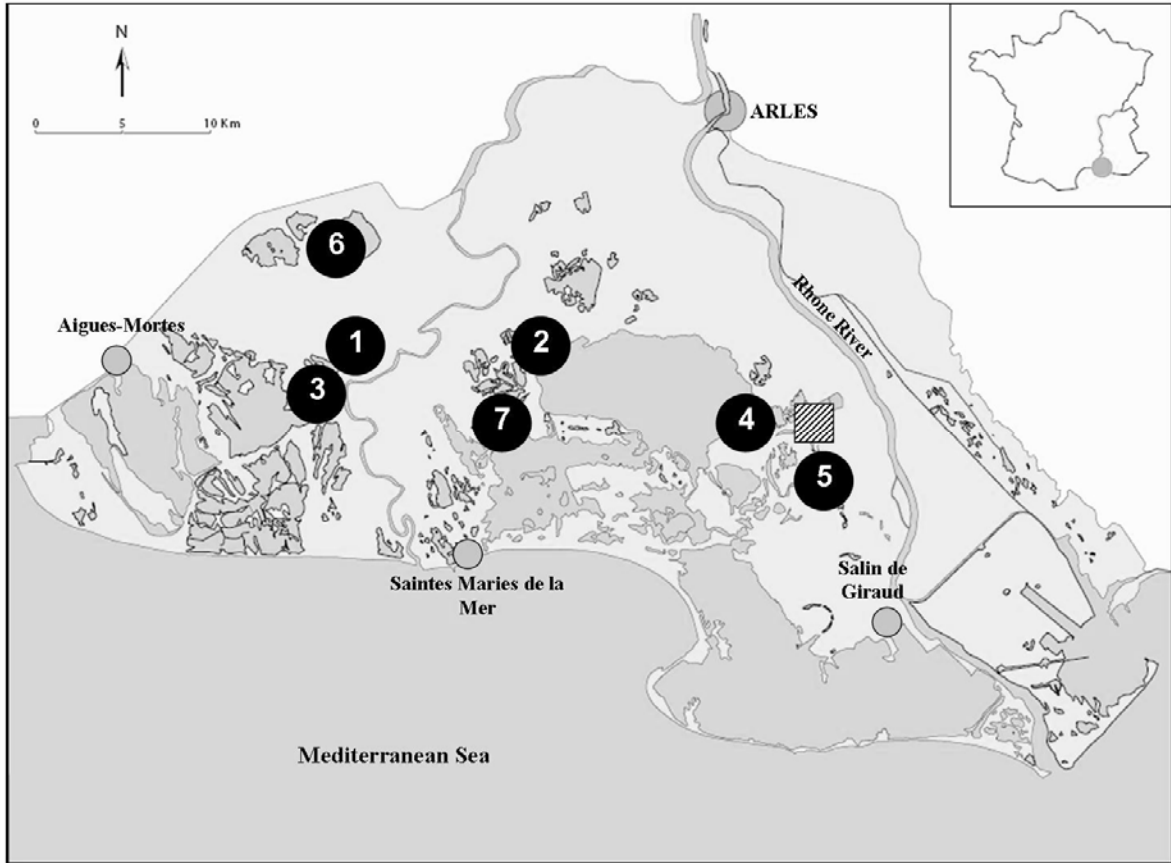 N
0 5 10 Km
ARLES
6
Rhone River
Aigues-Mortes
1
2
3
7
4
5
Saintes Maries de la
Mer
Salin de
Giraud
Mediterranean Sea